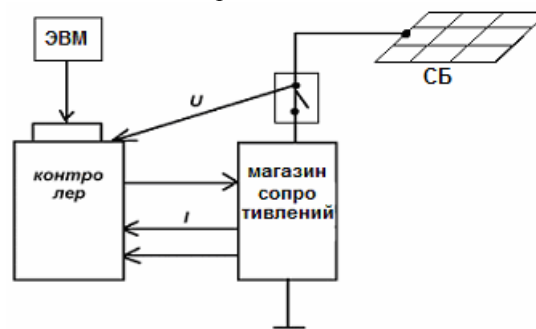 ЭВМ
СБ
U
контро
лер
магазин
сопро
тивлений
I